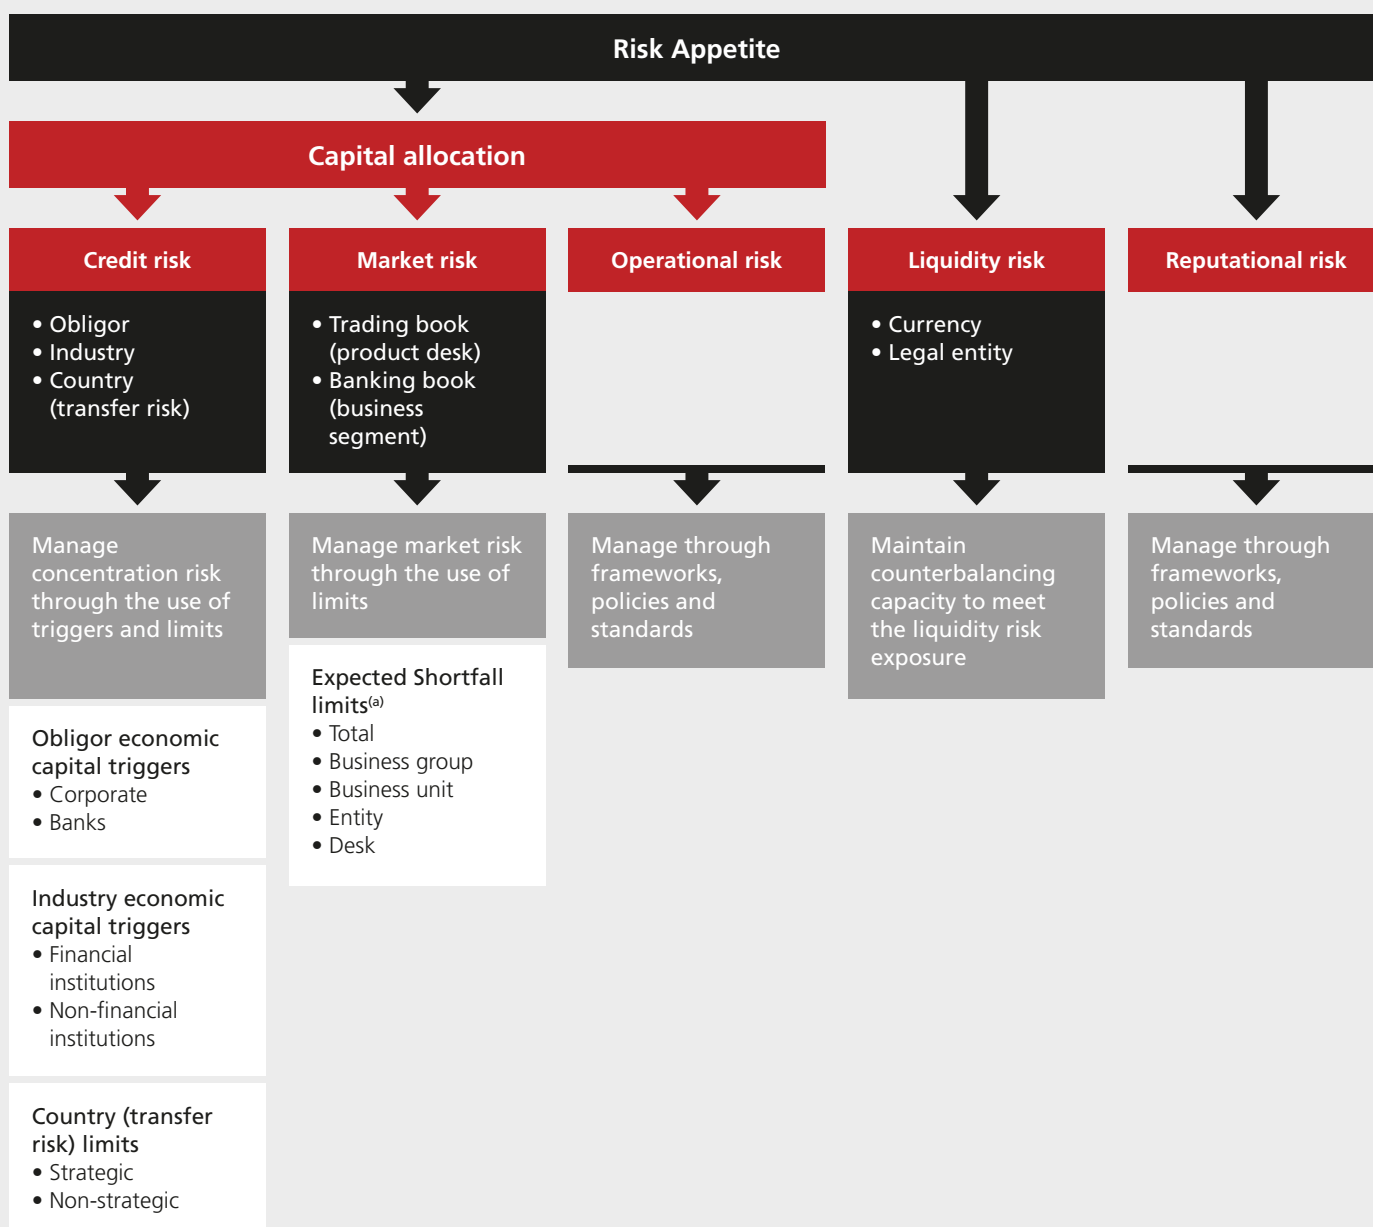 Risk Appetite
Capital allocation
Credit risk
• Obligor
• Industry
• Country
(transfer risk)
Manage
concentration risk
through the use of
triggers and limits
Obligor economic
capital triggers
• Corporate
• Banks
Industry economic
capital triggers
• Financial
institutions
• Non-financial
institutions
Country (transfer
risk) limits
• Strategic
• Non-strategic
Market risk
• Trading book
(product desk)
• Banking book
(business
segment)
Manage market risk
through the use of
limits
Expected Shortfall
limits(a)
• Total
• Business group
• Business unit
• Entity
• Desk
Operational risk
Manage through
frameworks,
policies and
standards
Liquidity risk
• Currency
• Legal entity
Maintain
counterbalancing
capacity to meet
the liquidity risk
exposure
Reputational risk
Manage through
frameworks,
policies and
standards